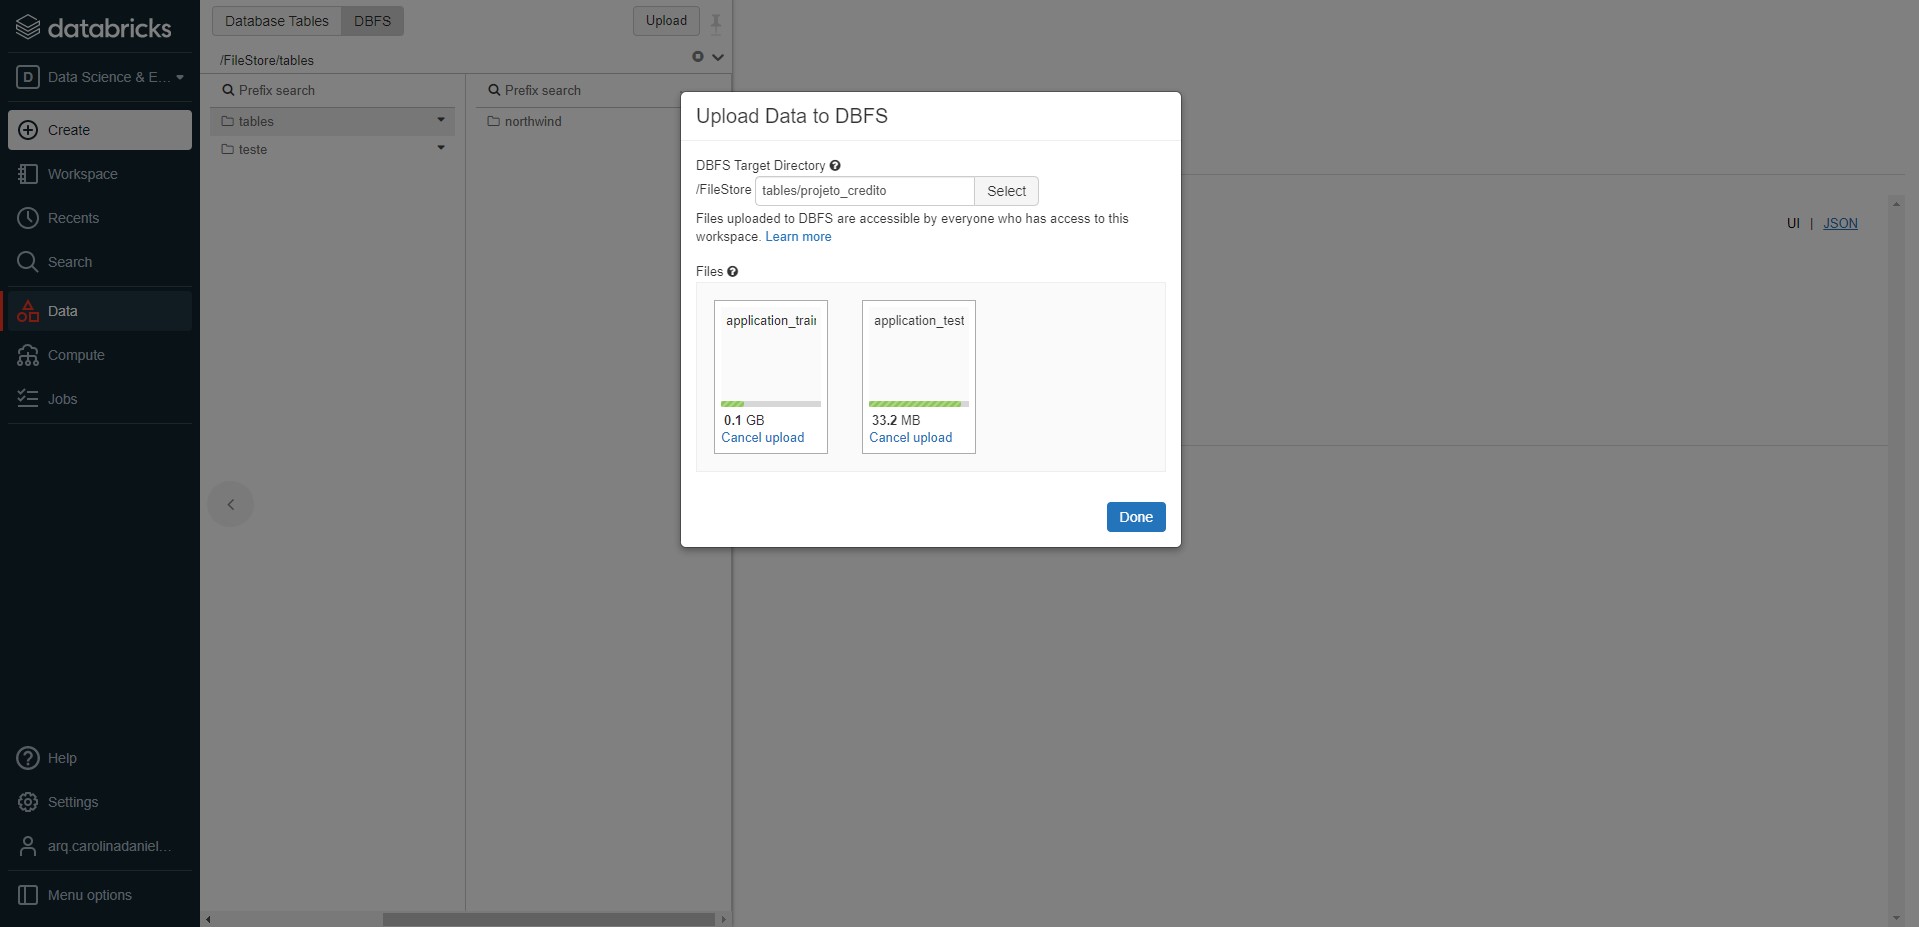 databricks
D Data Science & E...
Create
Workspace
Recents
Search
Data
Compute
Jobs
Help
Settings
arq.carolinadaniel...
Menu options
Database Tables DBFS Upload
/FileStore/tables
Prefix search Prefix search
tables northwind
teste
Upload Data to DBFS
DBFS Target Directory
/FileStore tables/projeto_credito Select
Files uploaded to DBFS are accessible by everyone who has access to this
workspace. Learn more
Files
application_train application_test
0.1 GB 33.2 MB
Cancel upload Cancel upload
Done
UI | JSON